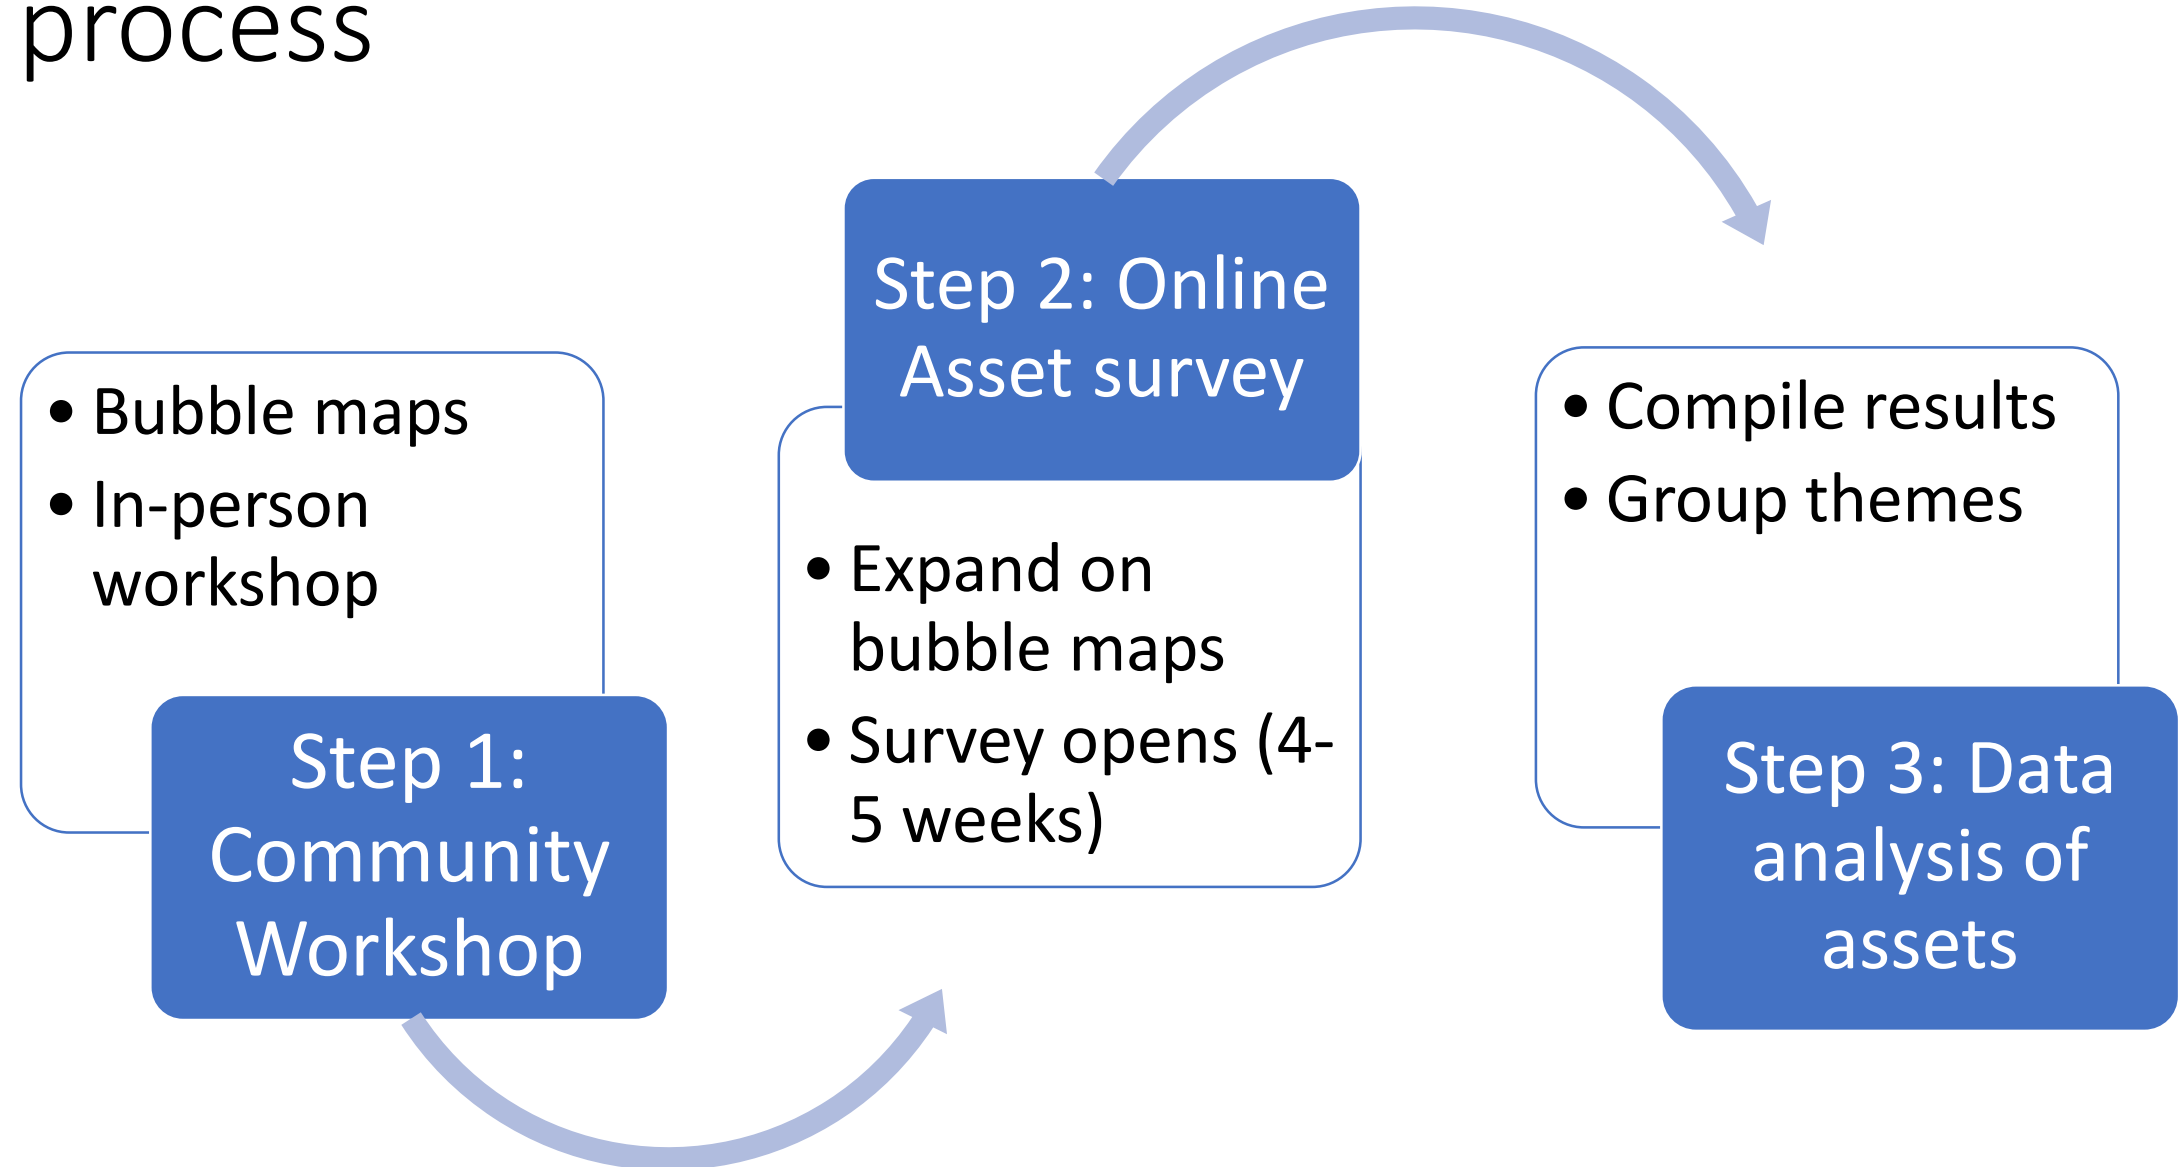 process
• Bubble maps
• In-person
workshop
Step 1:
Community
Workshop
Step 2: Online
Asset survey
• Expand on
bubble maps
• Survey opens (4-
5 weeks)
• Compile results
• Group themes
Step 3: Data
analysis of
assets